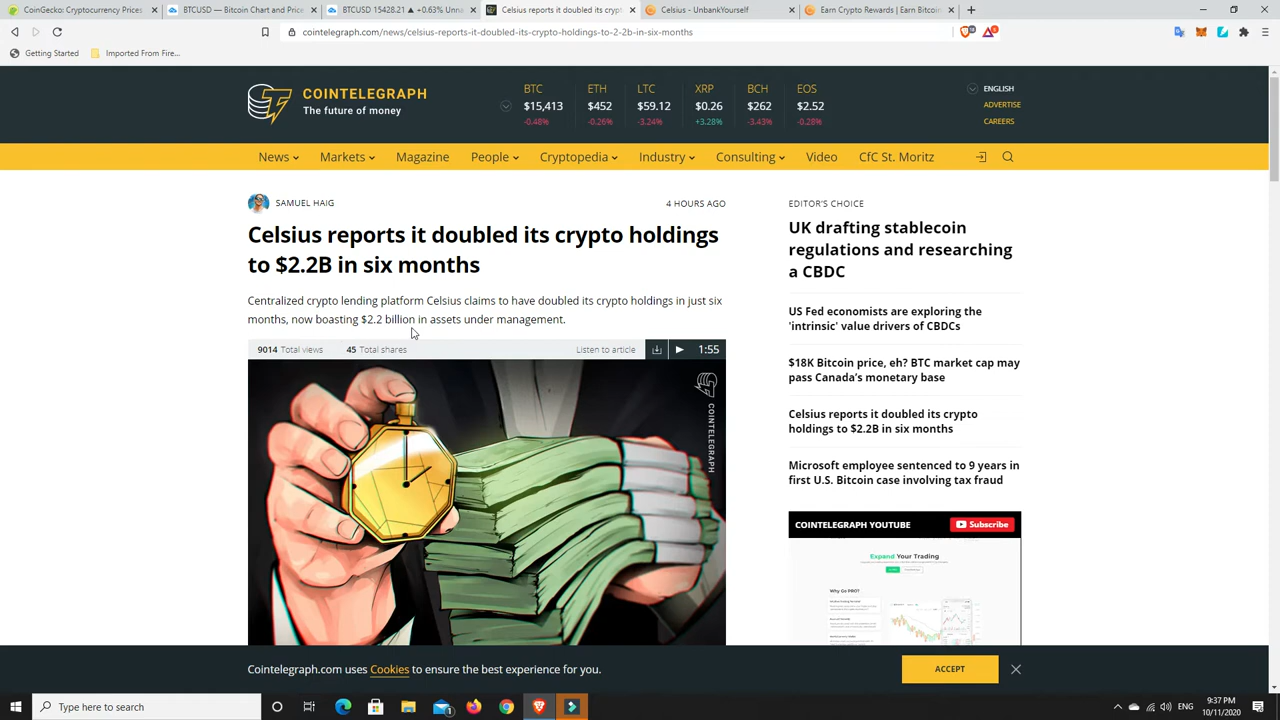 CoinGecko: Cryptocurrency Prices
BTCUSD — Bitcoin Chart and Price
BTCUSD 15428.21 ▲ +0.63% Unna
Celsius reports it doubled its crypt
Celsius - UnbankYourself
Earn Crypto Rewards | Earn Bitcoin
cointelegraph.com/news/celsius-reports-it-doubled-its-crypto-holdings-to-2-2b-in-six-months
Getting Started
Imported From Fire...
COINTELEGRAPH
The future of money
BTC ETH LTC XRP BCH EOS
$15,413 $452 $59.12 $0.26 $262 $2.52
-0.48% -0.26% -3.24% +3.28% -3.43% -0.28%
ENGLISH
ADVERTISE
CAREERS
News Markets Magazine People Cryptopedia Industry Consulting Video CfC St. Moritz
SAMUEL HAIG
4 HOURS AGO
Celsius reports it doubled its crypto holdings
to $2.2B in six months
Centralized crypto lending platform Celsius claims to have doubled its crypto holdings in just six
months, now boasting $2.2 billion in assets under management.
9014 Total views 45 Total shares Listen to article 1:55
COINTELEGRAPH
EDITOR'S CHOICE
UK drafting stablecoin
regulations and researching
a CBDC
US Fed economists are exploring the
'intrinsic' value drivers of CBDCs
$18K Bitcoin price, eh? BTC market cap may
pass Canada's monetary base
Celsius reports it doubled its crypto
holdings to $2.2B in six months
Microsoft employee sentenced to 9 years in
first U.S. Bitcoin case involving tax fraud
COINTELEGRAPH YOUTUBE
Subscribe
Expand Your Trading
Why Go PRO?
Cointelegraph.com uses Cookies to ensure the best experience for you.
ACCEPT
Type here to search
ENG
9:37 PM
10/11/2020